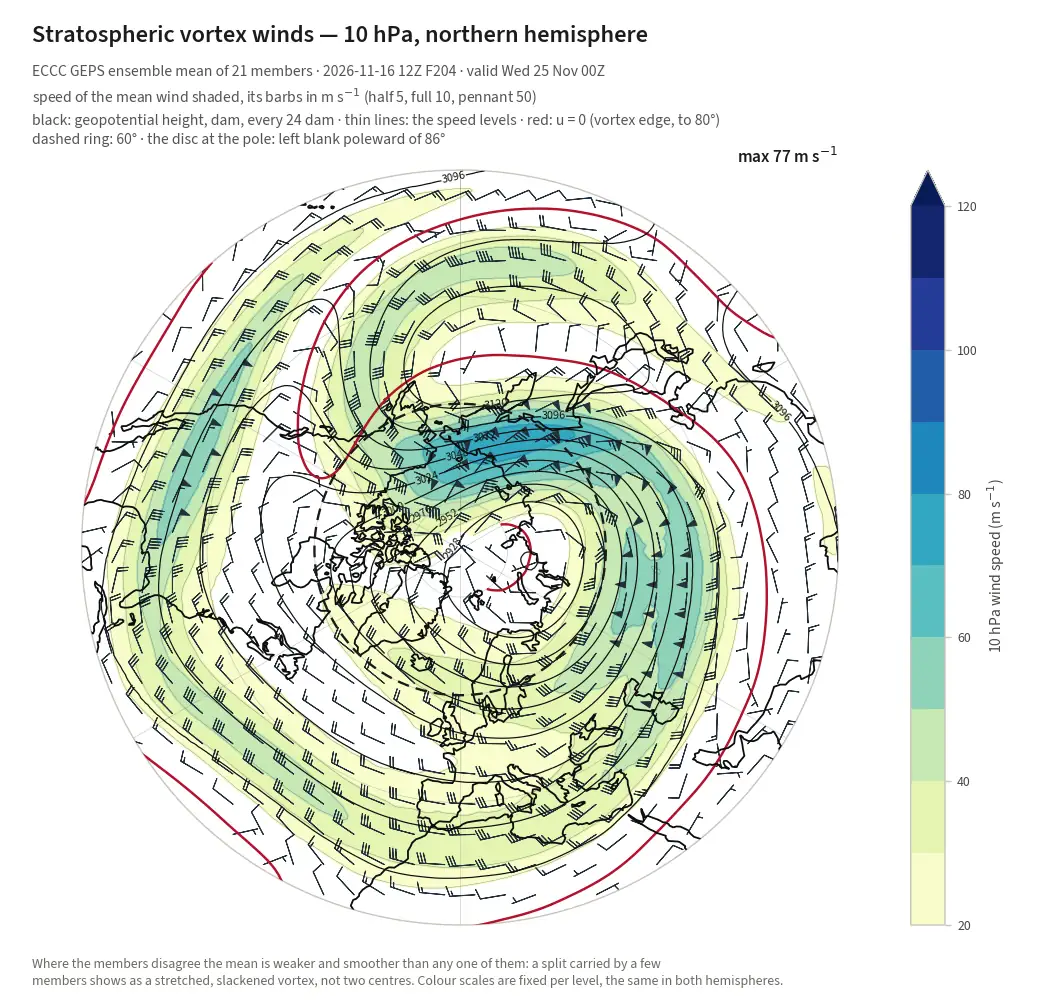 Stratospheric vortex winds — 10 hPa, northern hemisphere
ECCC GEPS ensemble mean of 21 members · 2026-11-16 12Z F204 · valid Wed 25 Nov 00Z
speed of the mean wind shaded, its barbs in m s⁻¹ (half 5, full 10, pennant 50)
black: geopotential height, dam, every 24 dam · thin lines: the speed levels · red: u = 0 (vortex edge, to 80°)
dashed ring: 60° · the disc at the pole: left blank poleward of 86°
max 77 m s⁻¹
3096
120
100
80
60
40
20
10 hPa wind speed (m s⁻¹)
3096
3096
3024
2952
2928
Where the members disagree the mean is weaker and smoother than any one of them: a split carried by a few
members shows as a stretched, slackened vortex, not two centres. Colour scales are fixed per level, the same in both hemispheres.